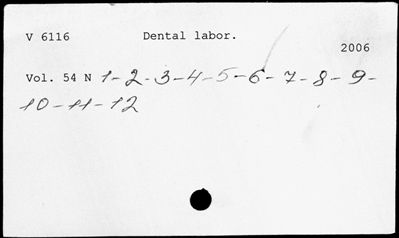 V 6116 Dental labor.
2006
Vol. 54 N 1-2-3-4-5-6-7-8-9-
10-11-12